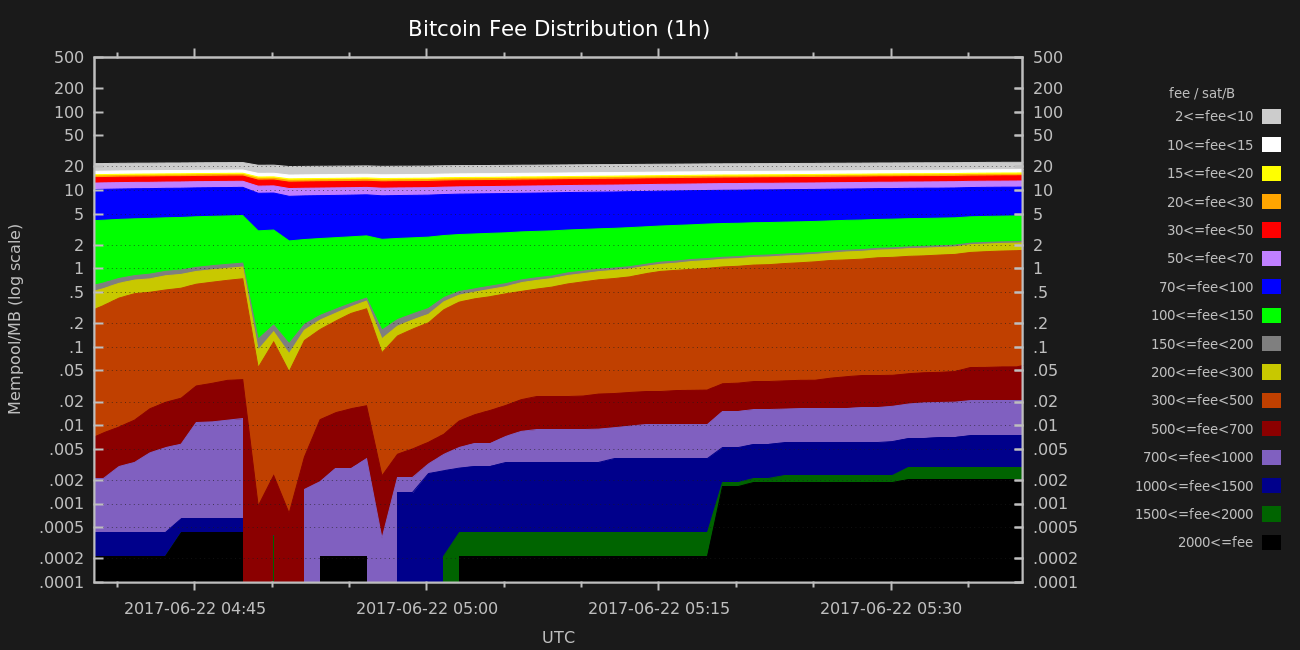 Bitcoin Fee Distribution (1h)
500 500
200 200
100 100
50 50
20 20
10 10
5 5
2 2
1 1
.5 .5
.2 .2
.1 .1
.05 .05
.02 .02
.01 .01
.005 .005
.002 .002
.001 .001
.0005 .0005
.0002 .0002
.0001 .0001
Mempool/MB (log scale)
2017-06-22 04:45 2017-06-22 05:00 2017-06-22 05:15 2017-06-22 05:30
UTC
fee / sat/B
2<=fee<10
10<=fee<15
15<=fee<20
20<=fee<30
30<=fee<50
50<=fee<70
70<=fee<100
100<=fee<150
150<=fee<200
200<=fee<300
300<=fee<500
500<=fee<700
700<=fee<1000
1000<=fee<1500
1500<=fee<2000
2000<=fee